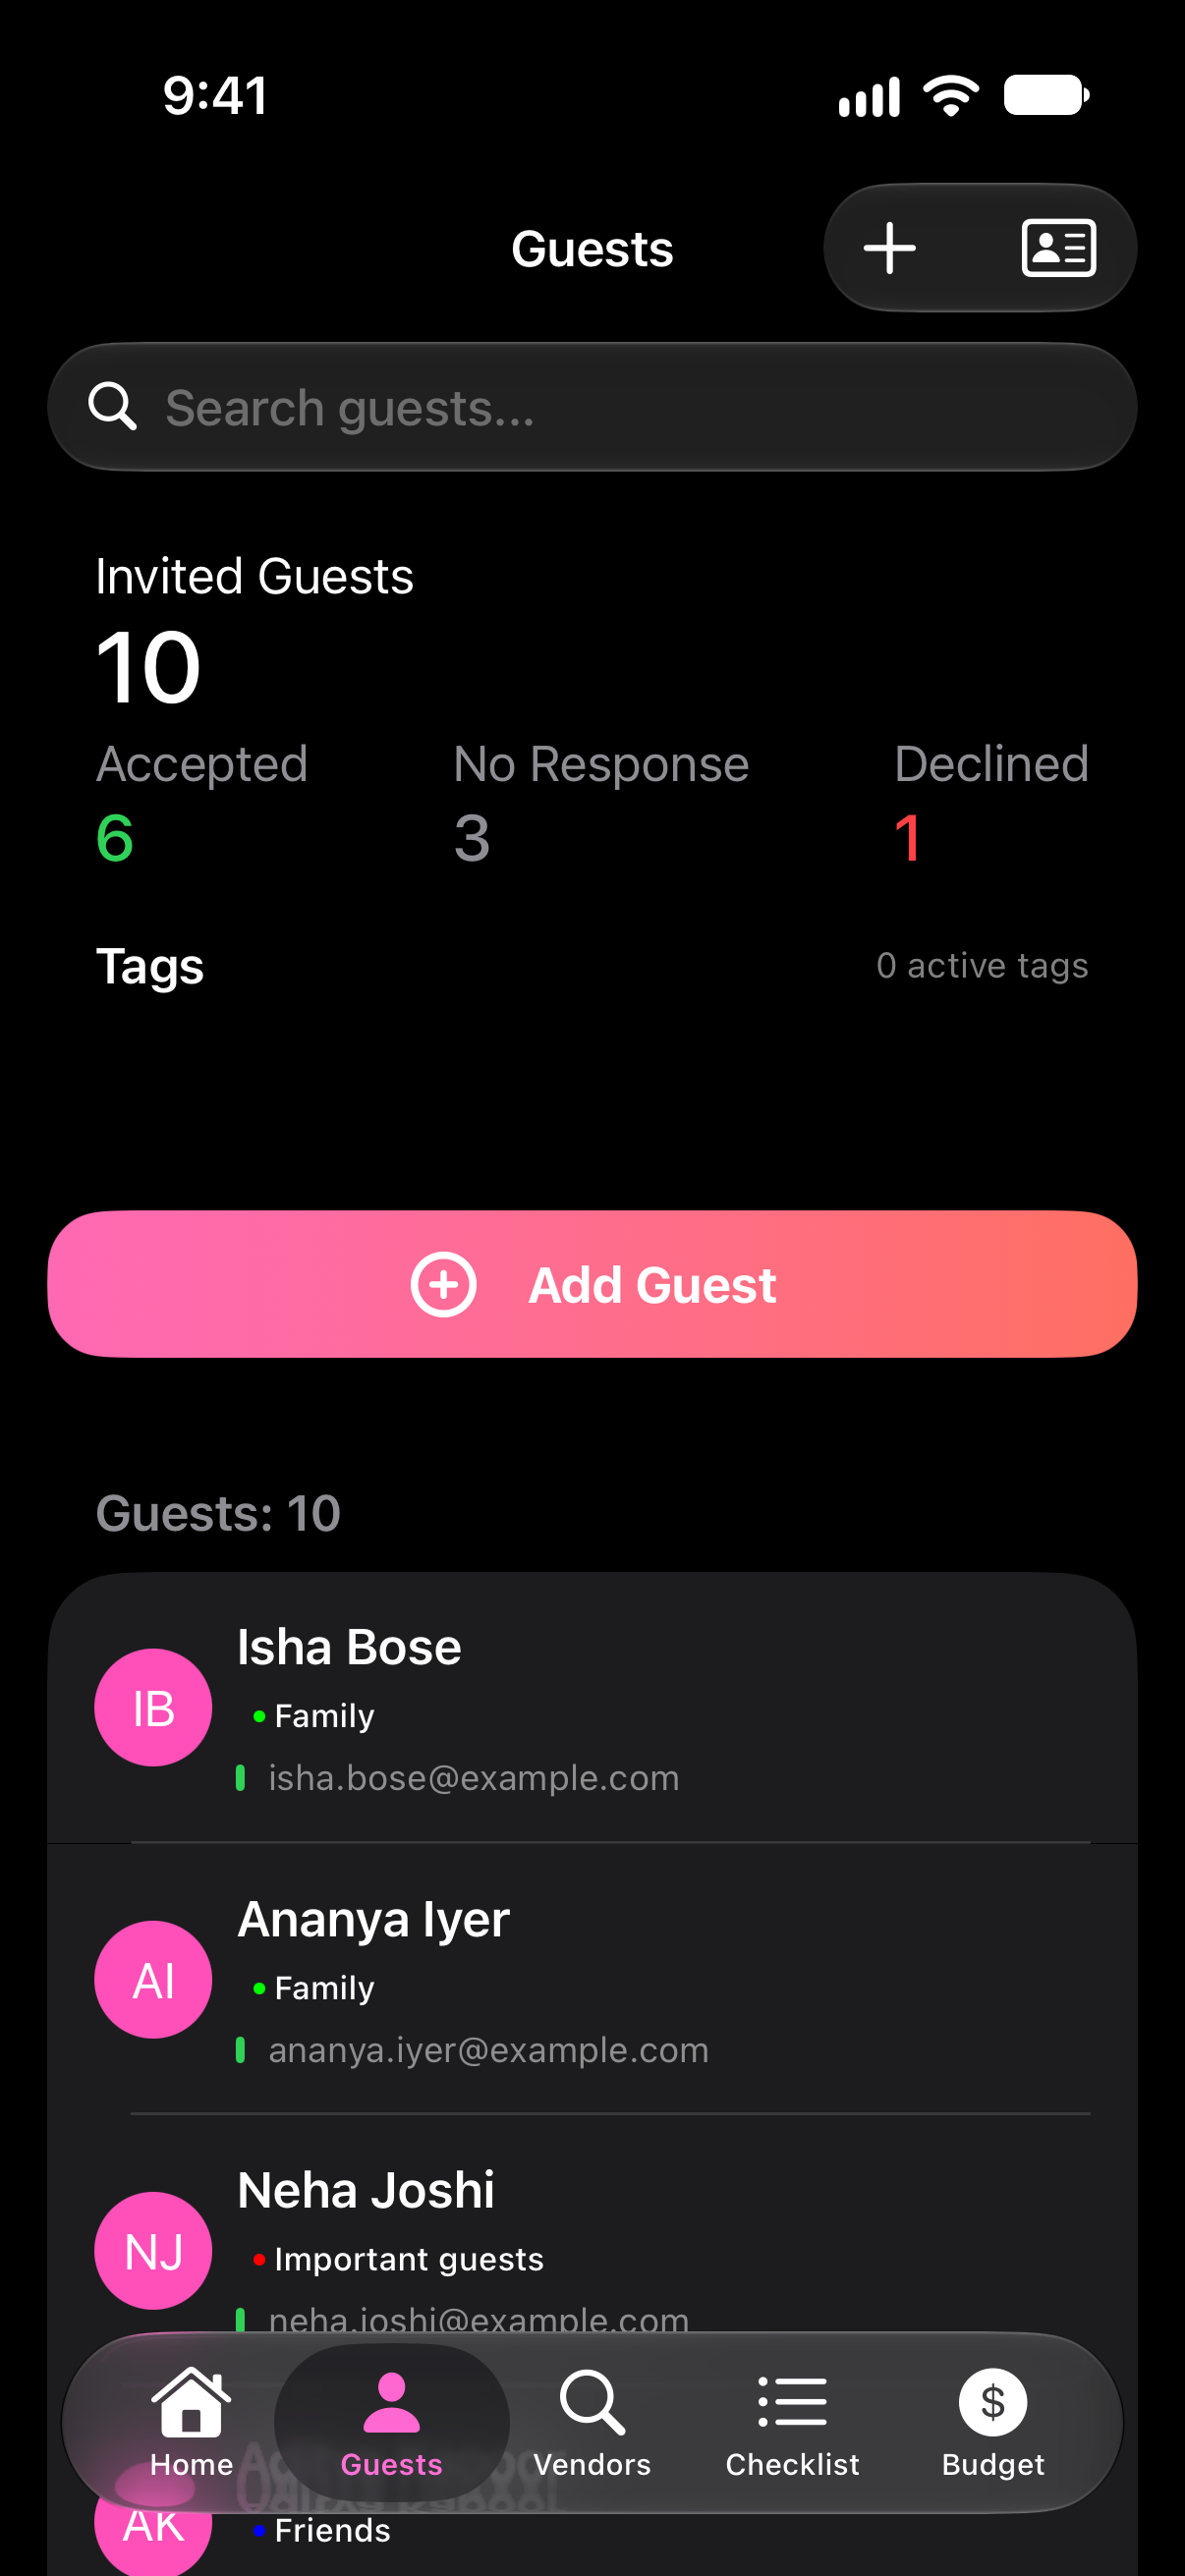 9:41
Guests
Search guests...
Invited Guests
10
Accepted No Response Declined
6 3 1
Tags 0 active tags
Add Guest
Guests: 10
IB
Isha Bose
Family
isha.bose@example.com
AI
Ananya Iyer
Family
ananya.iyer@example.com
NJ
Neha Joshi
Important guests
neha.joshi@example.com
Home Guests Vendors Checklist Budget
AK
Friends